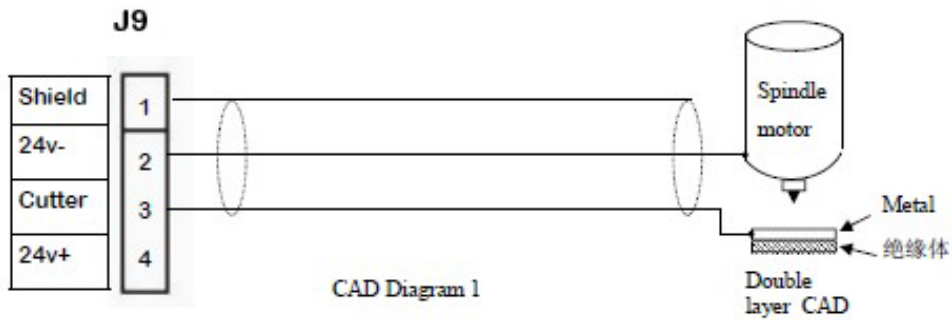 J9
Shield
1
24v-
2
Cutter
3
24v+
4
Spindle
motor
Metal
绝缘体
Double
layer CAD
CAD Diagram 1